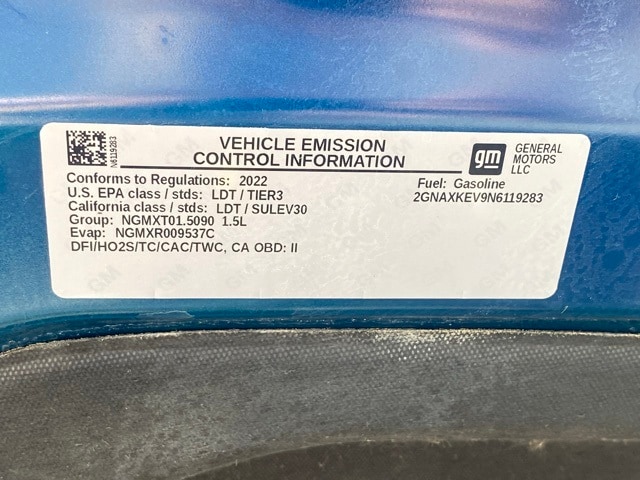 N6119283
VEHICLE EMISSION
CONTROL INFORMATION
gm
GENERAL
MOTORS
LLC
Conforms to Regulations: 2022
U.S. EPA class / stds: LDT / TIER3
California class / stds: LDT / SULEV30
Group: NGMXT01.5090 1.5L
Evap: NGMXR009537C
DFI/HO2S/TC/CAC/TWC, CA OBD: II
Fuel: Gasoline
2GNAXKEV9N6119283